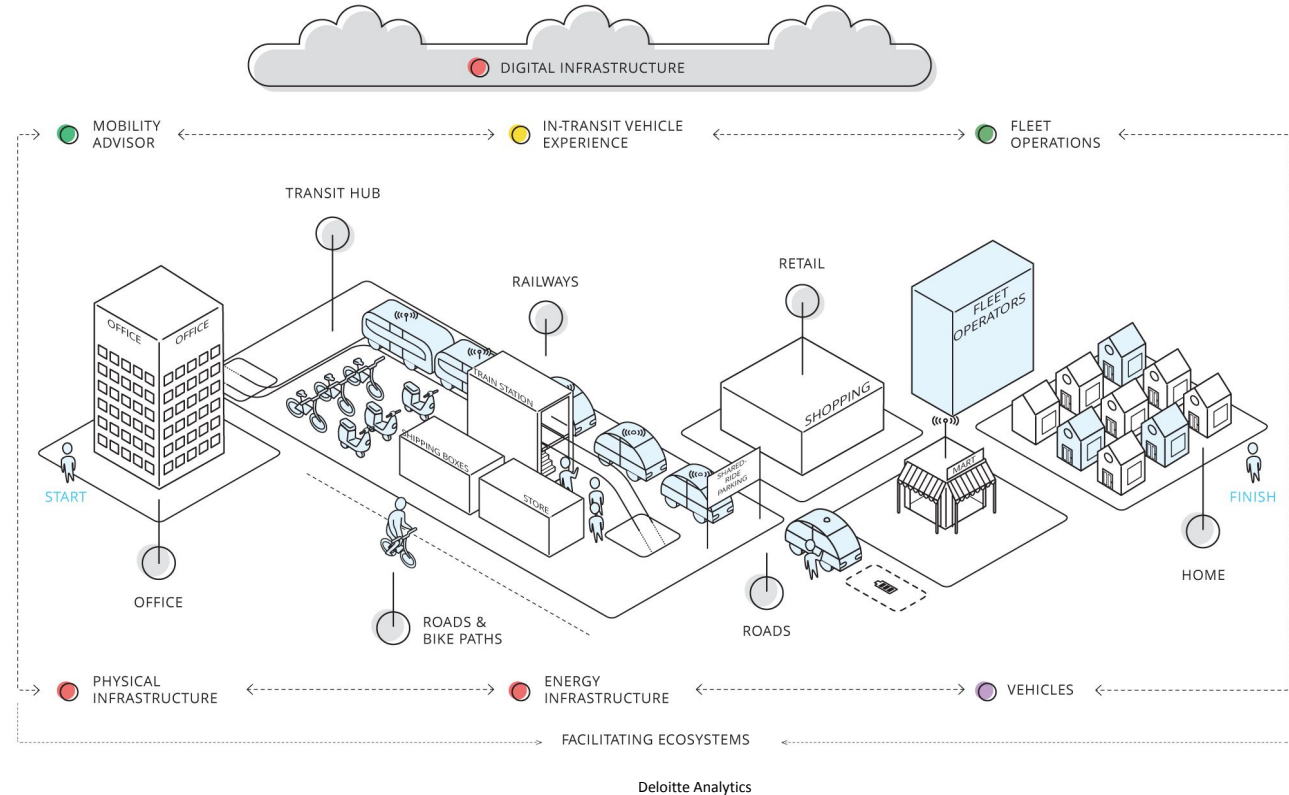 DIGITAL INFRASTRUCTURE
MOBILITY
ADVISOR
IN-TRANSIT VEHICLE
EXPERIENCE
FLEET
OPERATIONS
TRANSIT HUB
RAILWAYS
RETAIL
OFFICE
OFFICE
TRAIN STATION
SHIPPING BOXES
STORE
SHARED-
RIDE
PARKING
SHOPPING
FLEET
OPERATORS
MART
START
FINISH
OFFICE
ROADS &
BIKE PATHS
ROADS
HOME
PHYSICAL
INFRASTRUCTURE
ENERGY
INFRASTRUCTURE
VEHICLES
FACILITATING ECOSYSTEMS
Deloitte Analytics